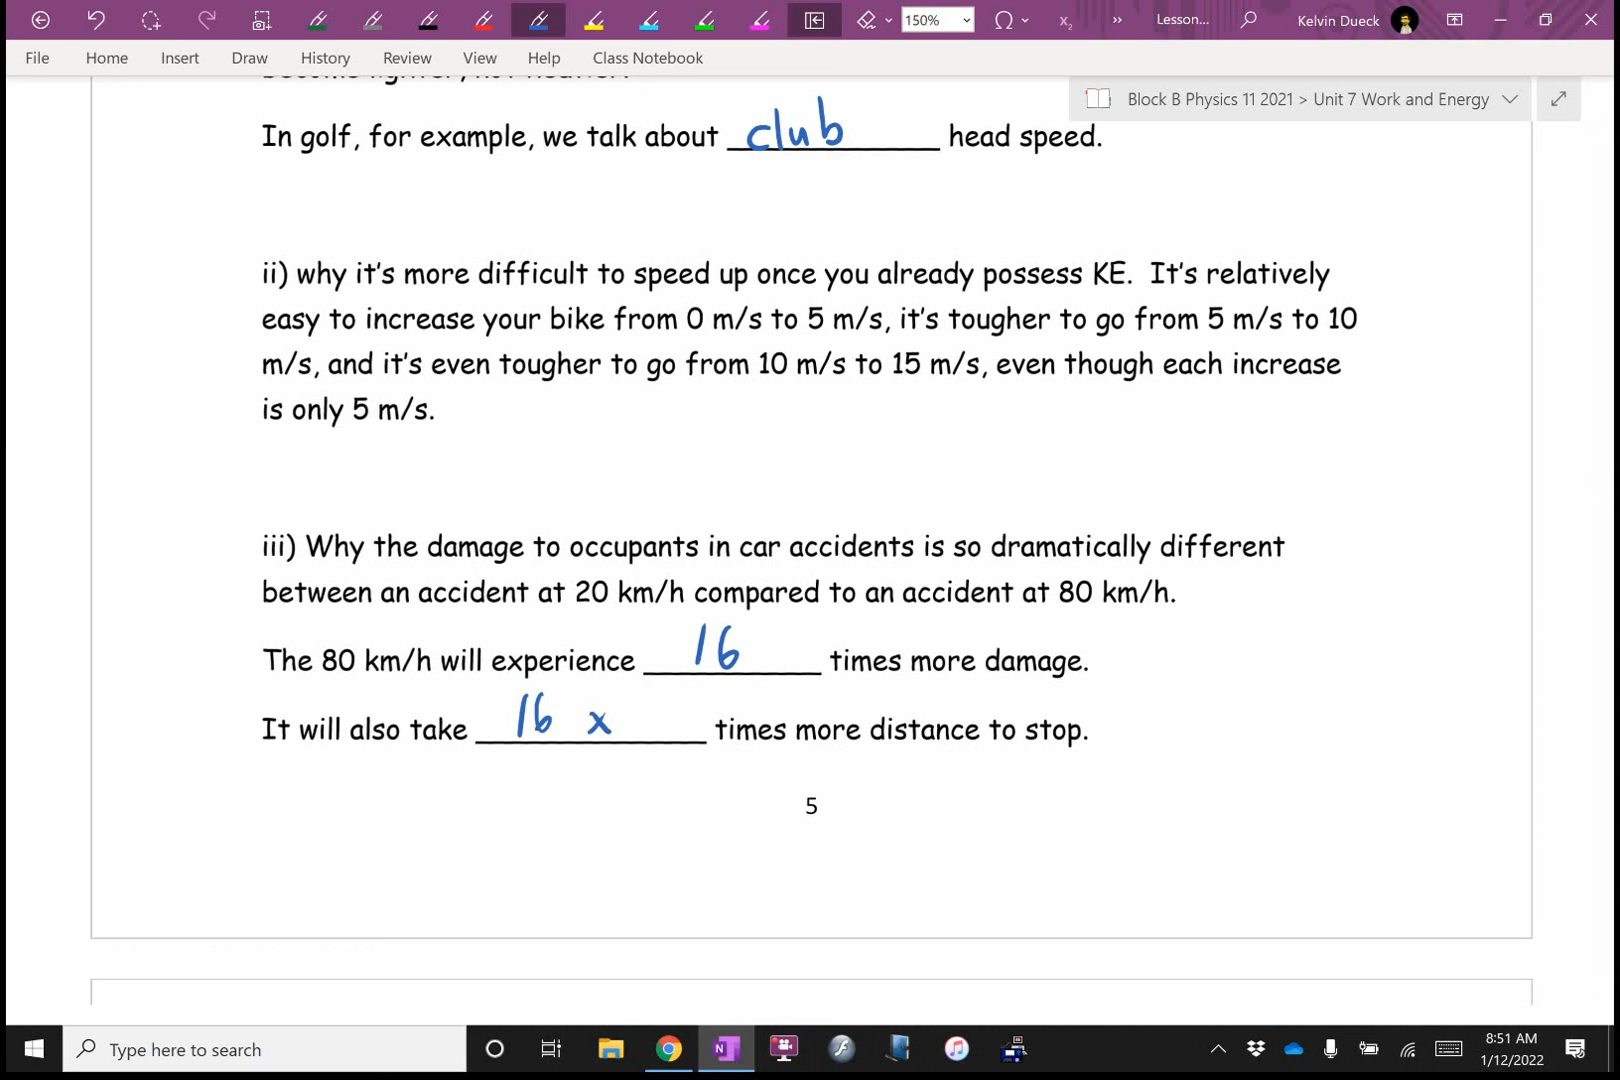 150%
Lesson...
Kelvin Dueck
File Home Insert Draw History Review View Help Class Notebook
Block B Physics 11 2021 > Unit 7 Work and Energy
In golf, for example, we talk about club head speed.
ii) why it's more difficult to speed up once you already possess KE. It's relatively
easy to increase your bike from 0 m/s to 5 m/s, it's tougher to go from 5 m/s to 10
m/s, and it's even tougher to go from 10 m/s to 15 m/s, even though each increase
is only 5 m/s.
iii) Why the damage to occupants in car accidents is so dramatically different
between an accident at 20 km/h compared to an accident at 80 km/h.
The 80 km/h will experience 16 times more damage.
It will also take 16 x times more distance to stop.
5
Type here to search
8:51 AM
1/12/2022